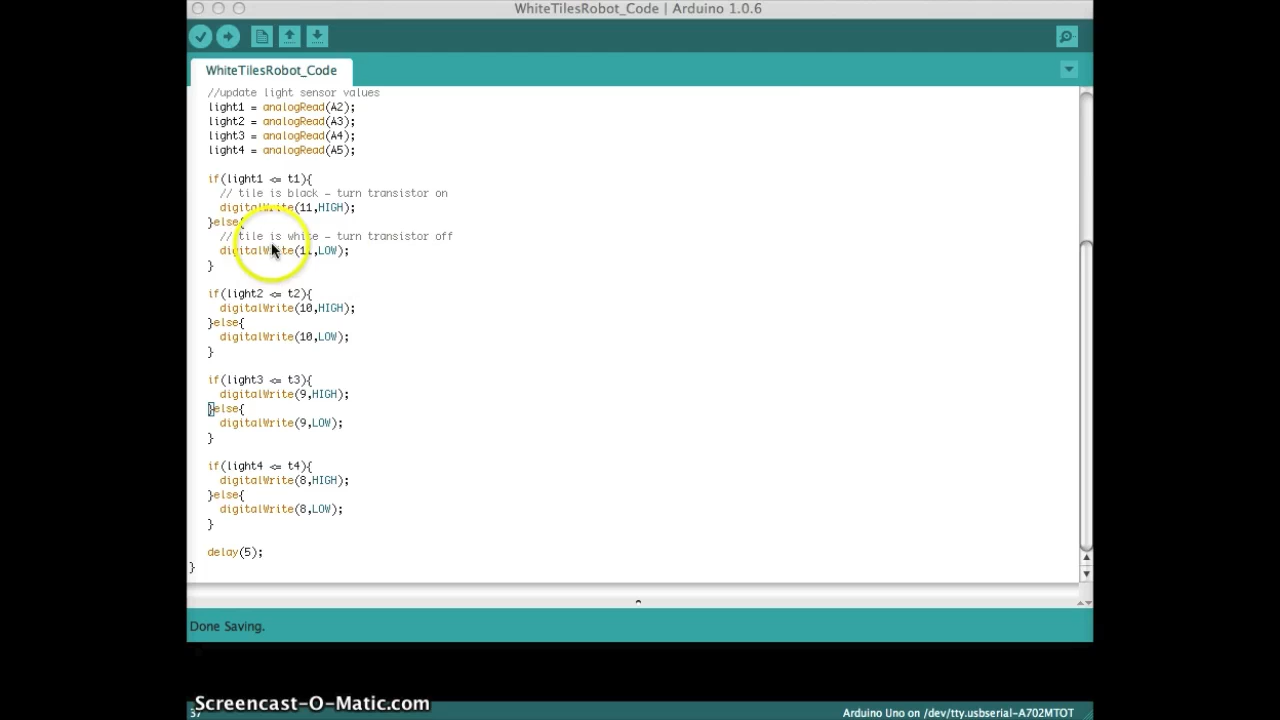 WhiteTilesRobot_Code | Arduino 1.0.6
WhiteTilesRobot_Code
//update light sensor values
light1 = analogRead(A2);
light2 = analogRead(A3);
light3 = analogRead(A4);
light4 = analogRead(A5);
if(light1 <= t1){
// tile is black - turn transistor on
digitalWrite(11,HIGH);
}else{
// tile is white - turn transistor off
digitalWrite(11,LOW);
}
if(light2 <= t2){
digitalWrite(10,HIGH);
}else{
digitalWrite(10,LOW);
}
if(light3 <= t3){
digitalWrite(9,HIGH);
}else{
digitalWrite(9,LOW);
}
if(light4 <= t4){
digitalWrite(8,HIGH);
}else{
digitalWrite(8,LOW);
}
delay(5);
}
Done Saving.
Screencast-O-Matic.com
37
Arduino Uno on /dev/tty.usbserial-A702MTOT